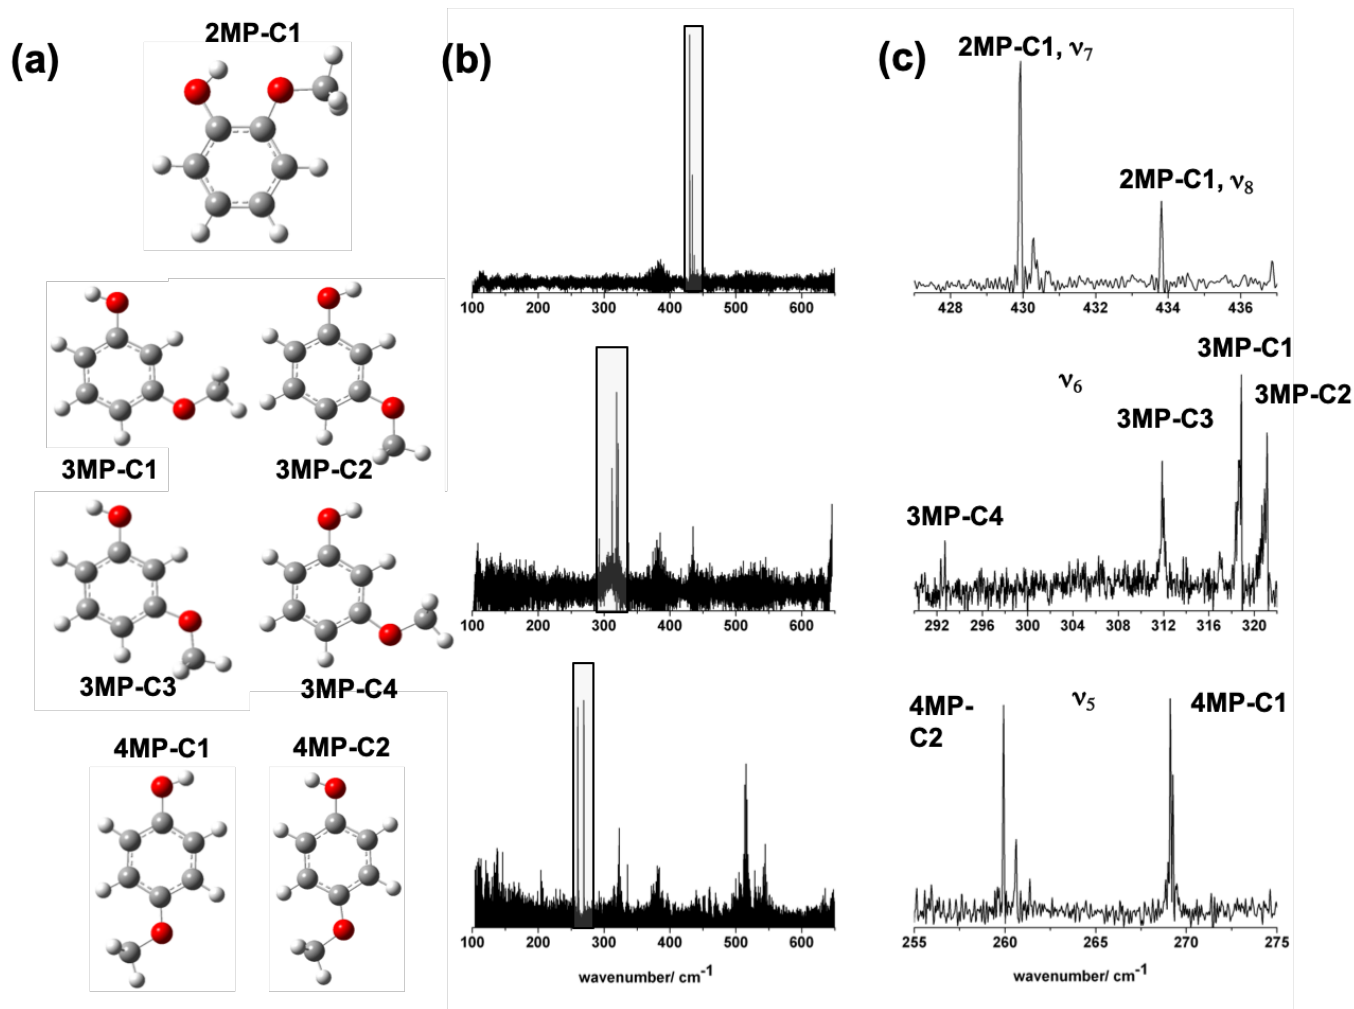 (a)
2MP-C1
3MP-C1
3MP-C2
3MP-C3
3MP-C4
4MP-C1
4MP-C2
(b)
100 200 300 400 500 600
100 200 300 400 500 600
100 200 300 400 500 600
wavenumber/ cm-1
(c)
2MP-C1, ν7
2MP-C1, ν8
428 430 432 434 436
3MP-C1
ν6
3MP-C2
3MP-C3
3MP-C4
292 296 300 304 308 312 316 320
4MP-
C2
ν5
4MP-C1
255 260 265 270 275
wavenumber/ cm-1